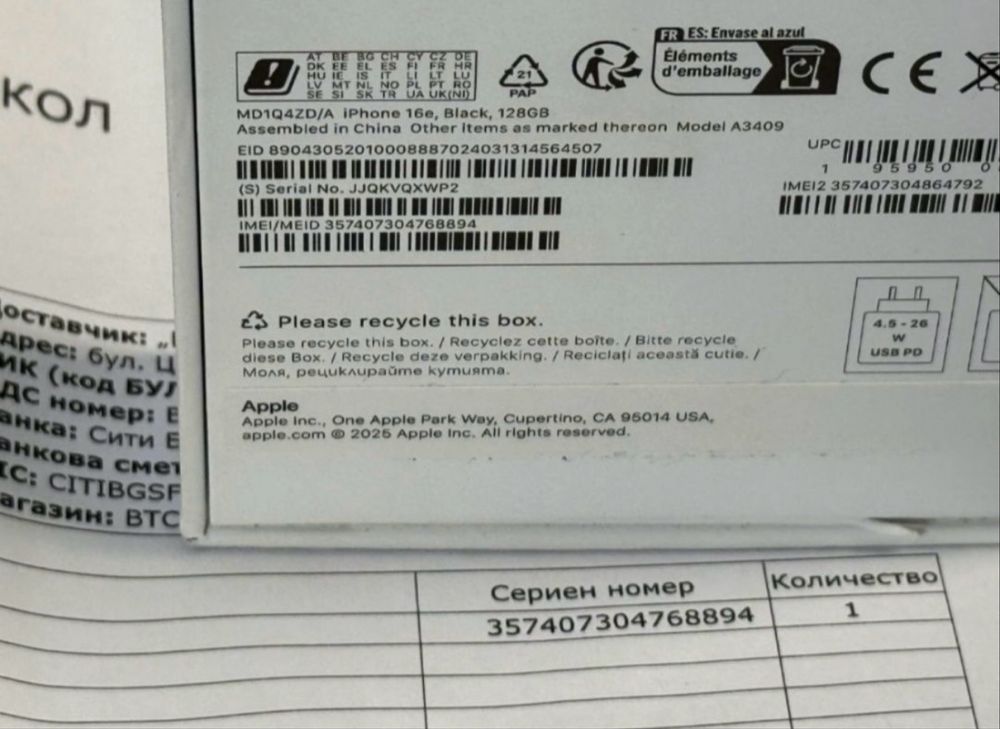 КОЛ
FR ES: Envase al azul
Éléments
d'emballage
AT BE BG CH CY CZ DE
DK EE EL ES FI FR HR
HU IE IS IT LI LT LU
LV MT NL NO PL PT RO
SE SI SK TR UA UK(NI)
21
PAP
CE
MD1Q4ZD/A iPhone 16e, Black, 128GB
Assembled in China Other items as marked thereon Model A3409
EID 89043052010008887024031314564507
UPC
1 95950 0
(S) Serial No. JJQKVQXWP2
IMEI2 357407304864792
IMEI/MEID 357407304768894
Please recycle this box.
Please recycle this box. / Recyclez cette boîte. / Bitte recycle
diese Box. / Recycle deze verpakking. / Reciclați această cutie. /
Моля, рециклирайте кутията.
4.5 - 26
W
USB PD
Apple
Apple Inc., One Apple Park Way, Cupertino, CA 95014 USA,
apple.com © 2025 Apple Inc. All rights reserved.
оставчик: „
дрес: бул. Ц
ИК (код БУЛ
ДС номер:
анка: Сити Б
анкова смет
IC: CITIBGSF
агазин: BTC
Сериен номер Количество
357407304768894 1